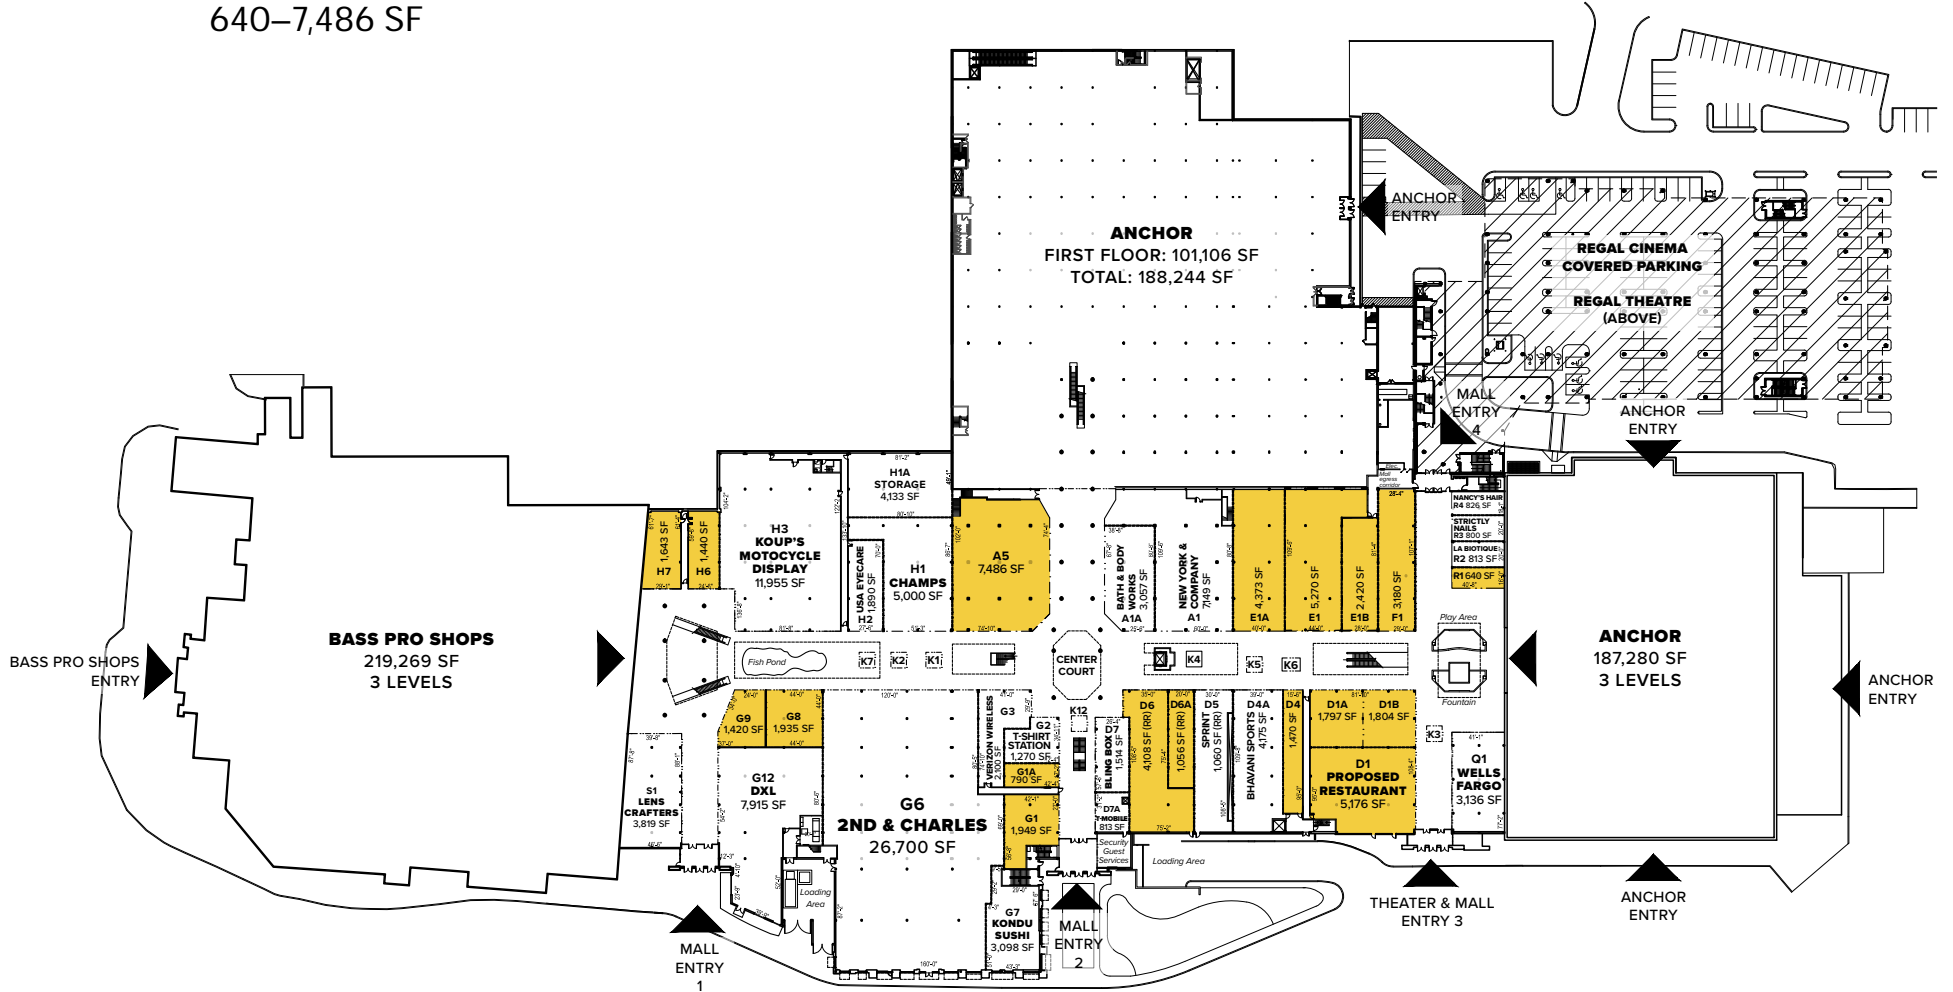 640–7,486 SF
ANCHOR
FIRST FLOOR: 101,106 SF
TOTAL: 188,244 SF
ANCHOR
ENTRY
REGAL CINEMA
COVERED PARKING
REGAL THEATRE
(ABOVE)
MALL
ENTRY
4
ANCHOR
ENTRY
BASS PRO SHOPS
219,269 SF
3 LEVELS
BASS PRO SHOPS
ENTRY
H7
1,643 SF
H6
1,440 SF
H3
KOUP'S
MOTOCYCLE
DISPLAY
11,955 SF
H1A
STORAGE
4,133 SF
USA EYECARE
H2
1,890 SF
H1
CHAMPS
5,000 SF
A5
7,486 SF
BATH & BODY
WORKS
3,057 SF
A1A
NEW YORK &
COMPANY
7,149 SF
A1
4,373 SF
E1A
5,270 SF
E1
2,420 SF
E1B
3,180 SF
F1
Elec.
Mall
egress
corridor
NANCY'S HAIR
R4 826 SF
STRICTLY
NAILS
R3 800 SF
LA BIOTIQUE
R2 813 SF
R1 640 SF
Play Area
Fountain
ANCHOR
187,280 SF
3 LEVELS
ANCHOR
ENTRY
Fish Pond
K7
K2
K1
CENTER
COURT
K4
K5
K6
K12
K3
G9
1,420 SF
G8
1,935 SF
S1
LENS
CRAFTERS
3,819 SF
G12
DXL
7,915 SF
G6
2ND & CHARLES
26,700 SF
VERIZON WIRELESS
2,100 SF
G3
G2
T-SHIRT
STATION
1,270 SF
G1A
790 SF
G1
1,949 SF
G7
KONDU
SUSHI
3,098 SF
BLING BOX
D7
1,514 SF
D7A
T-MOBILE
813 SF
Security
Guest
Services
D6
4,108 SF (RR)
D6A
1,056 SF (RR)
D5
SPRINT
1,060 SF (RR)
D4A
BHAVANI SPORTS
4,175 SF
D4
1,470 SF
D1A
1,797 SF
D1B
1,804 SF
D1
PROPOSED
RESTAURANT
5,176 SF
Q1
WELLS
FARGO
3,136 SF
Loading
Area
Loading Area
MALL
ENTRY
1
MALL
ENTRY
2
THEATER & MALL
ENTRY 3
ANCHOR
ENTRY